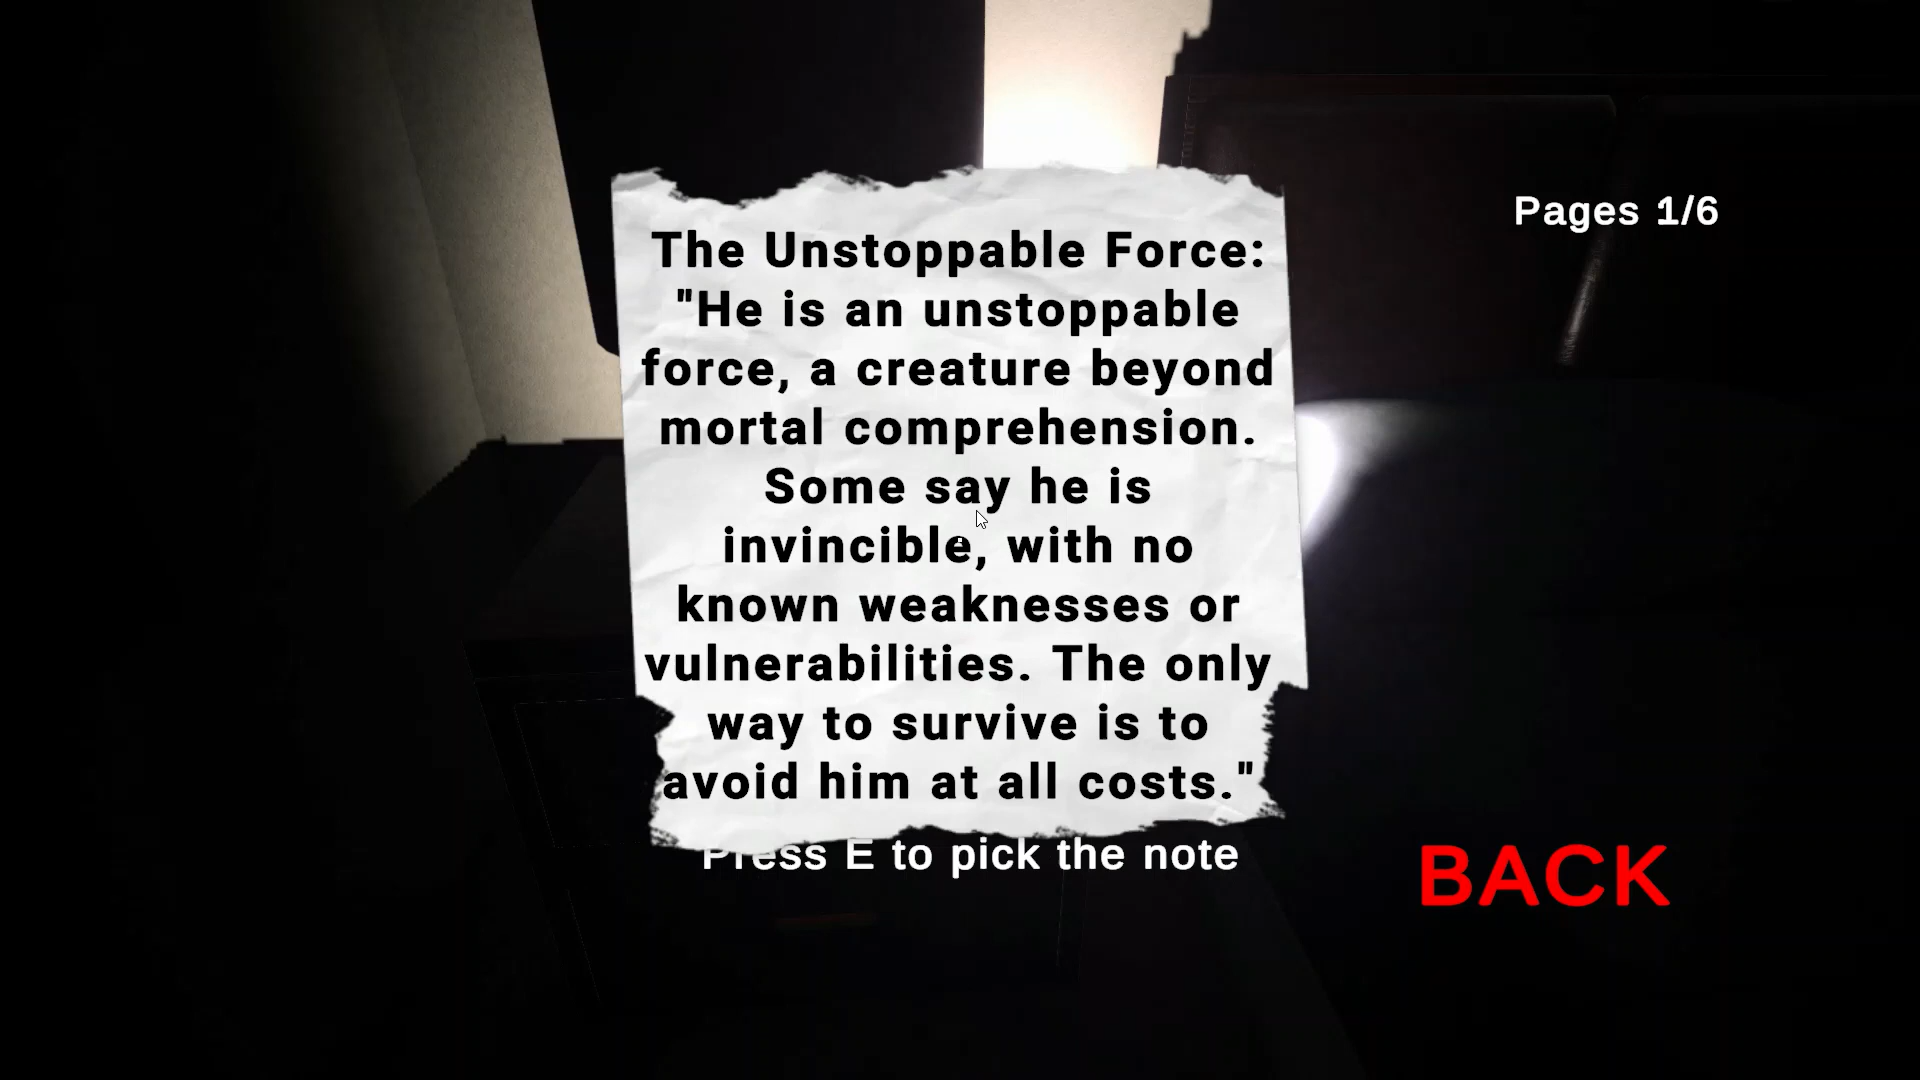 Pages 1/6
The Unstoppable Force:
"He is an unstoppable
force, a creature beyond
mortal comprehension.
Some say he is
invincible, with no
known weaknesses or
vulnerabilities. The only
way to survive is to
avoid him at all costs."
Press E to pick the note
BACK